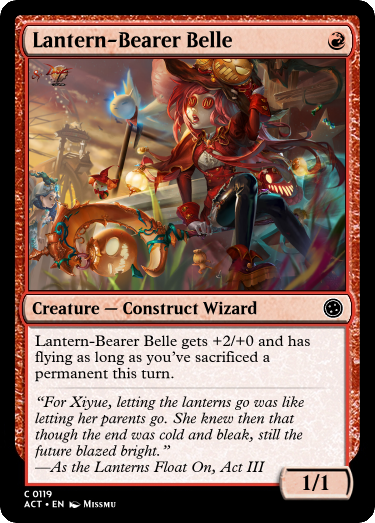 Lantern-Bearer Belle
Creature — Construct Wizard
Lantern-Bearer Belle gets +2/+0 and has
flying as long as you've sacrificed a
permanent this turn.
"For Xiyue, letting the lanterns go was like
letting her parents go. She knew then that
though the end was cold and bleak, still the
future blazed bright."
—As the Lanterns Float On, Act III
1/1
C 0119
ACT • EN Missmu